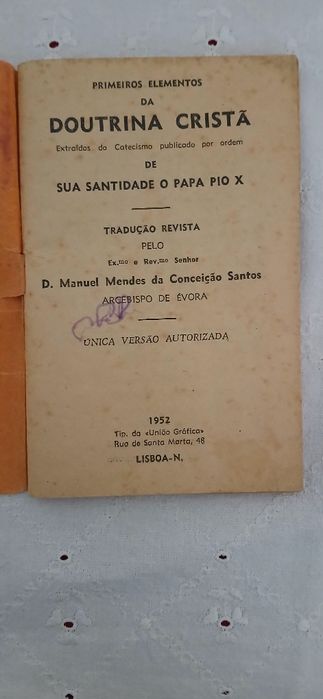 PRIMEIROS ELEMENTOS
DA
DOUTRINA CRISTÃ
Extraídos do Catecismo publicado por ordem
DE
SUA SANTIDADE O PAPA PIO X
TRADUÇÃO REVISTA
PELO
Ex.mo e Rev.mo Senhor
D. Manuel Mendes da Conceição Santos
ARCEBISPO DE ÉVORA
ÚNICA VERSÃO AUTORIZADA
1952
Tip. da «União Gráfica»
Rua de Santa Marta, 48
LISBOA-N.